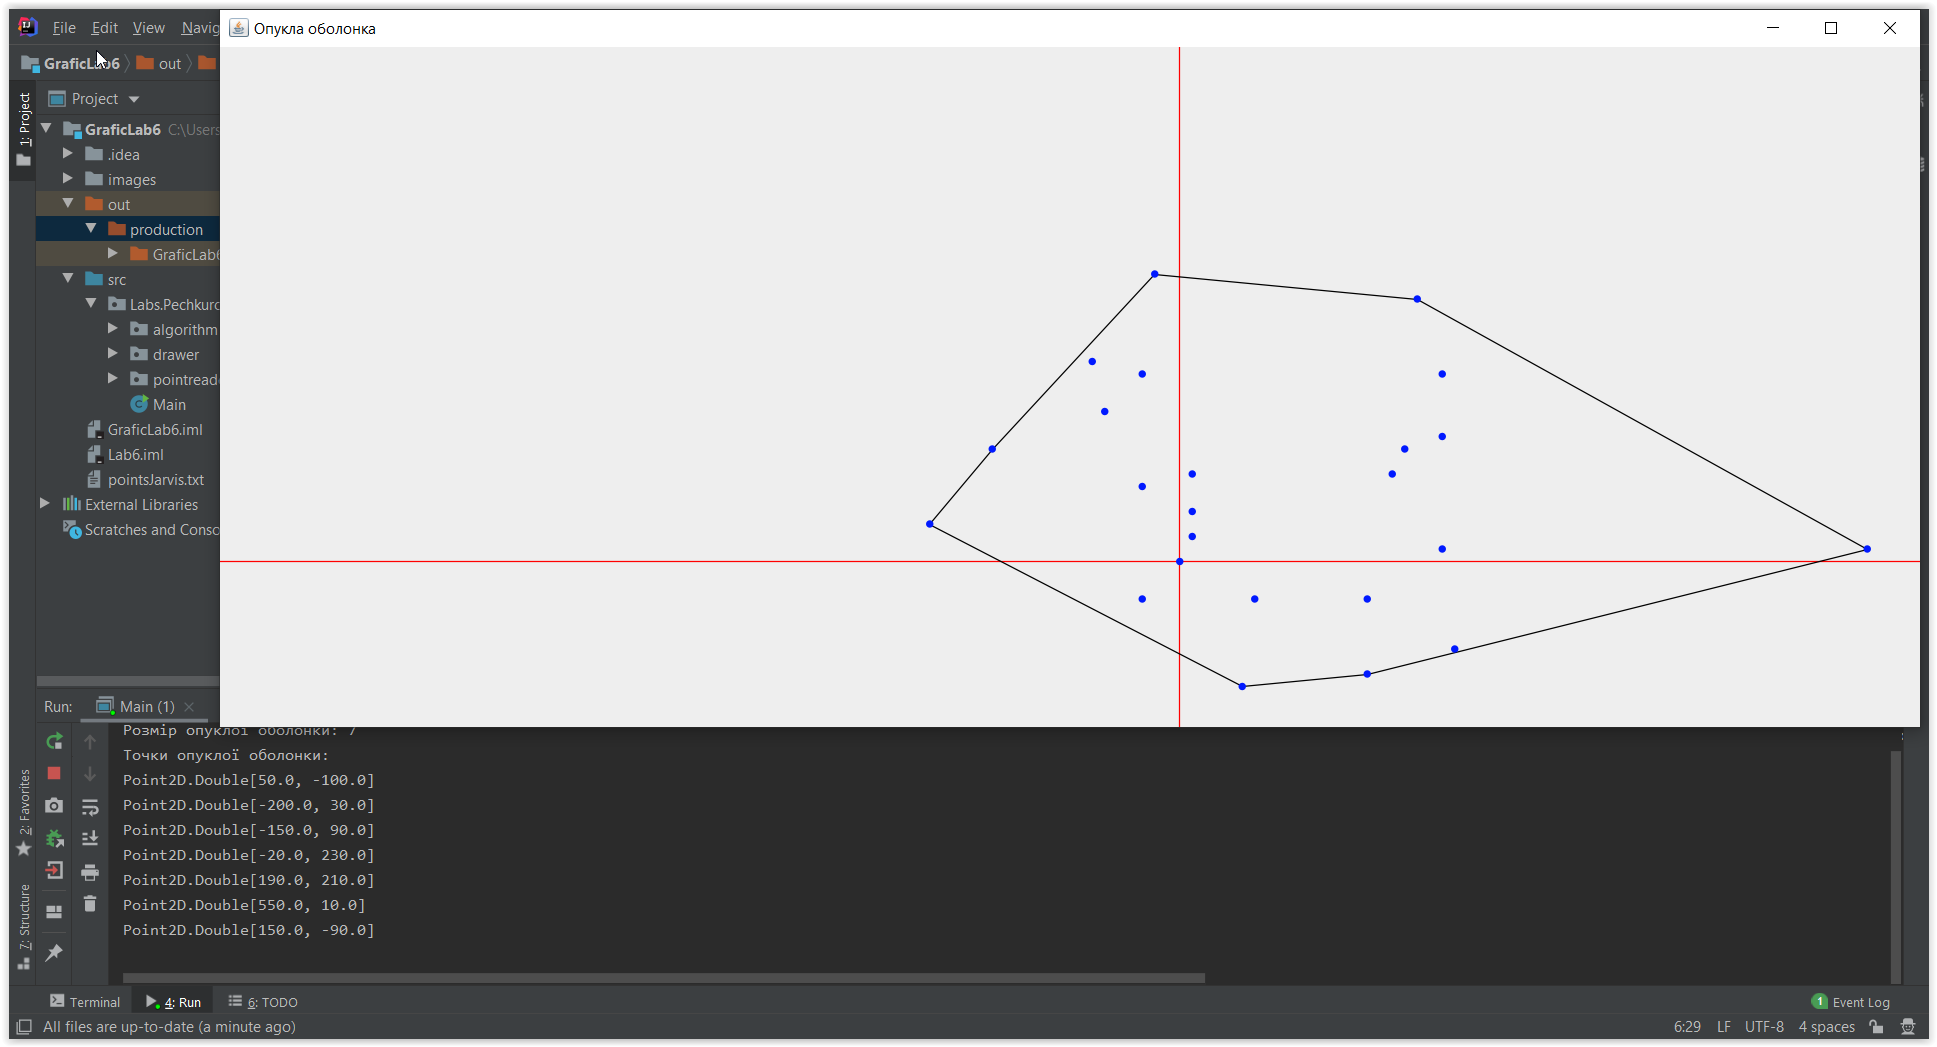 File Edit View Navig
Опукла оболонка
GraficLab6 out
Project
1: Project
GraficLab6 C:\Users
.idea
images
out
production
GraficLab6
src
Labs.Pechkurc
algorithm
drawer
pointread
Main
GraficLab6.iml
Lab6.iml
pointsJarvis.txt
External Libraries
Scratches and Conso
Run: Main (1)
Розмір опуклої оболонки: 7
Точки опуклої оболонки:
Point2D.Double[50.0, -100.0]
Point2D.Double[-200.0, 30.0]
Point2D.Double[-150.0, 90.0]
Point2D.Double[-20.0, 230.0]
Point2D.Double[190.0, 210.0]
Point2D.Double[550.0, 10.0]
Point2D.Double[150.0, -90.0]
2: Favorites
7: Structure
Terminal 4: Run 6: TODO
1 Event Log
All files are up-to-date (a minute ago)
6:29 LF UTF-8 4 spaces